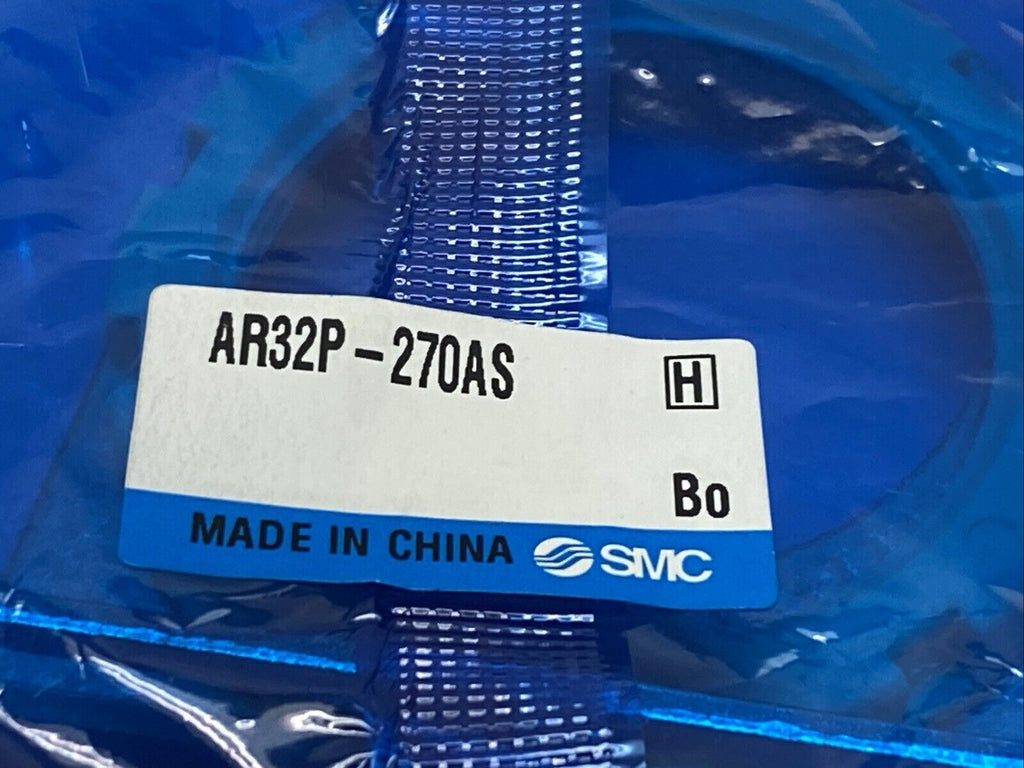 AR32P-270AS
H
Bo
MADE IN CHINA SMC